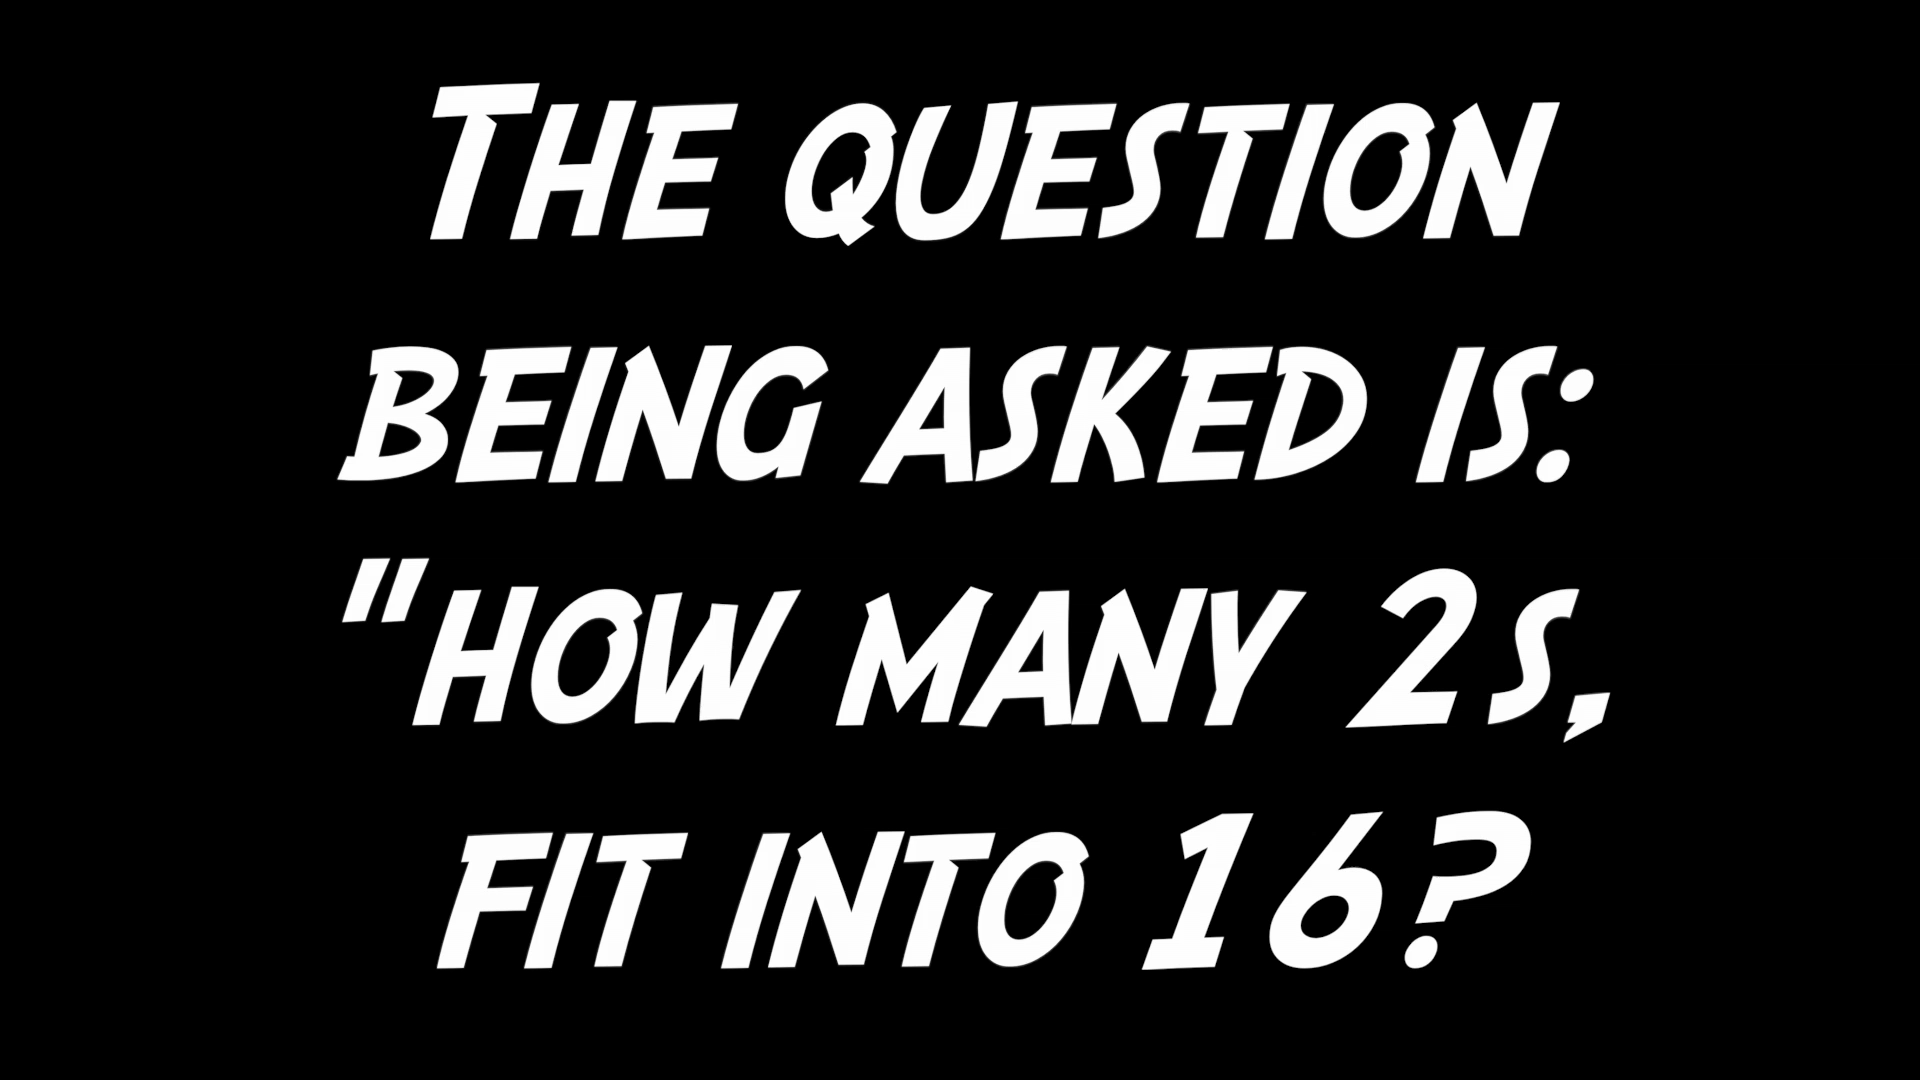 The question
being asked is:
"how many 2s,
fit into 16?